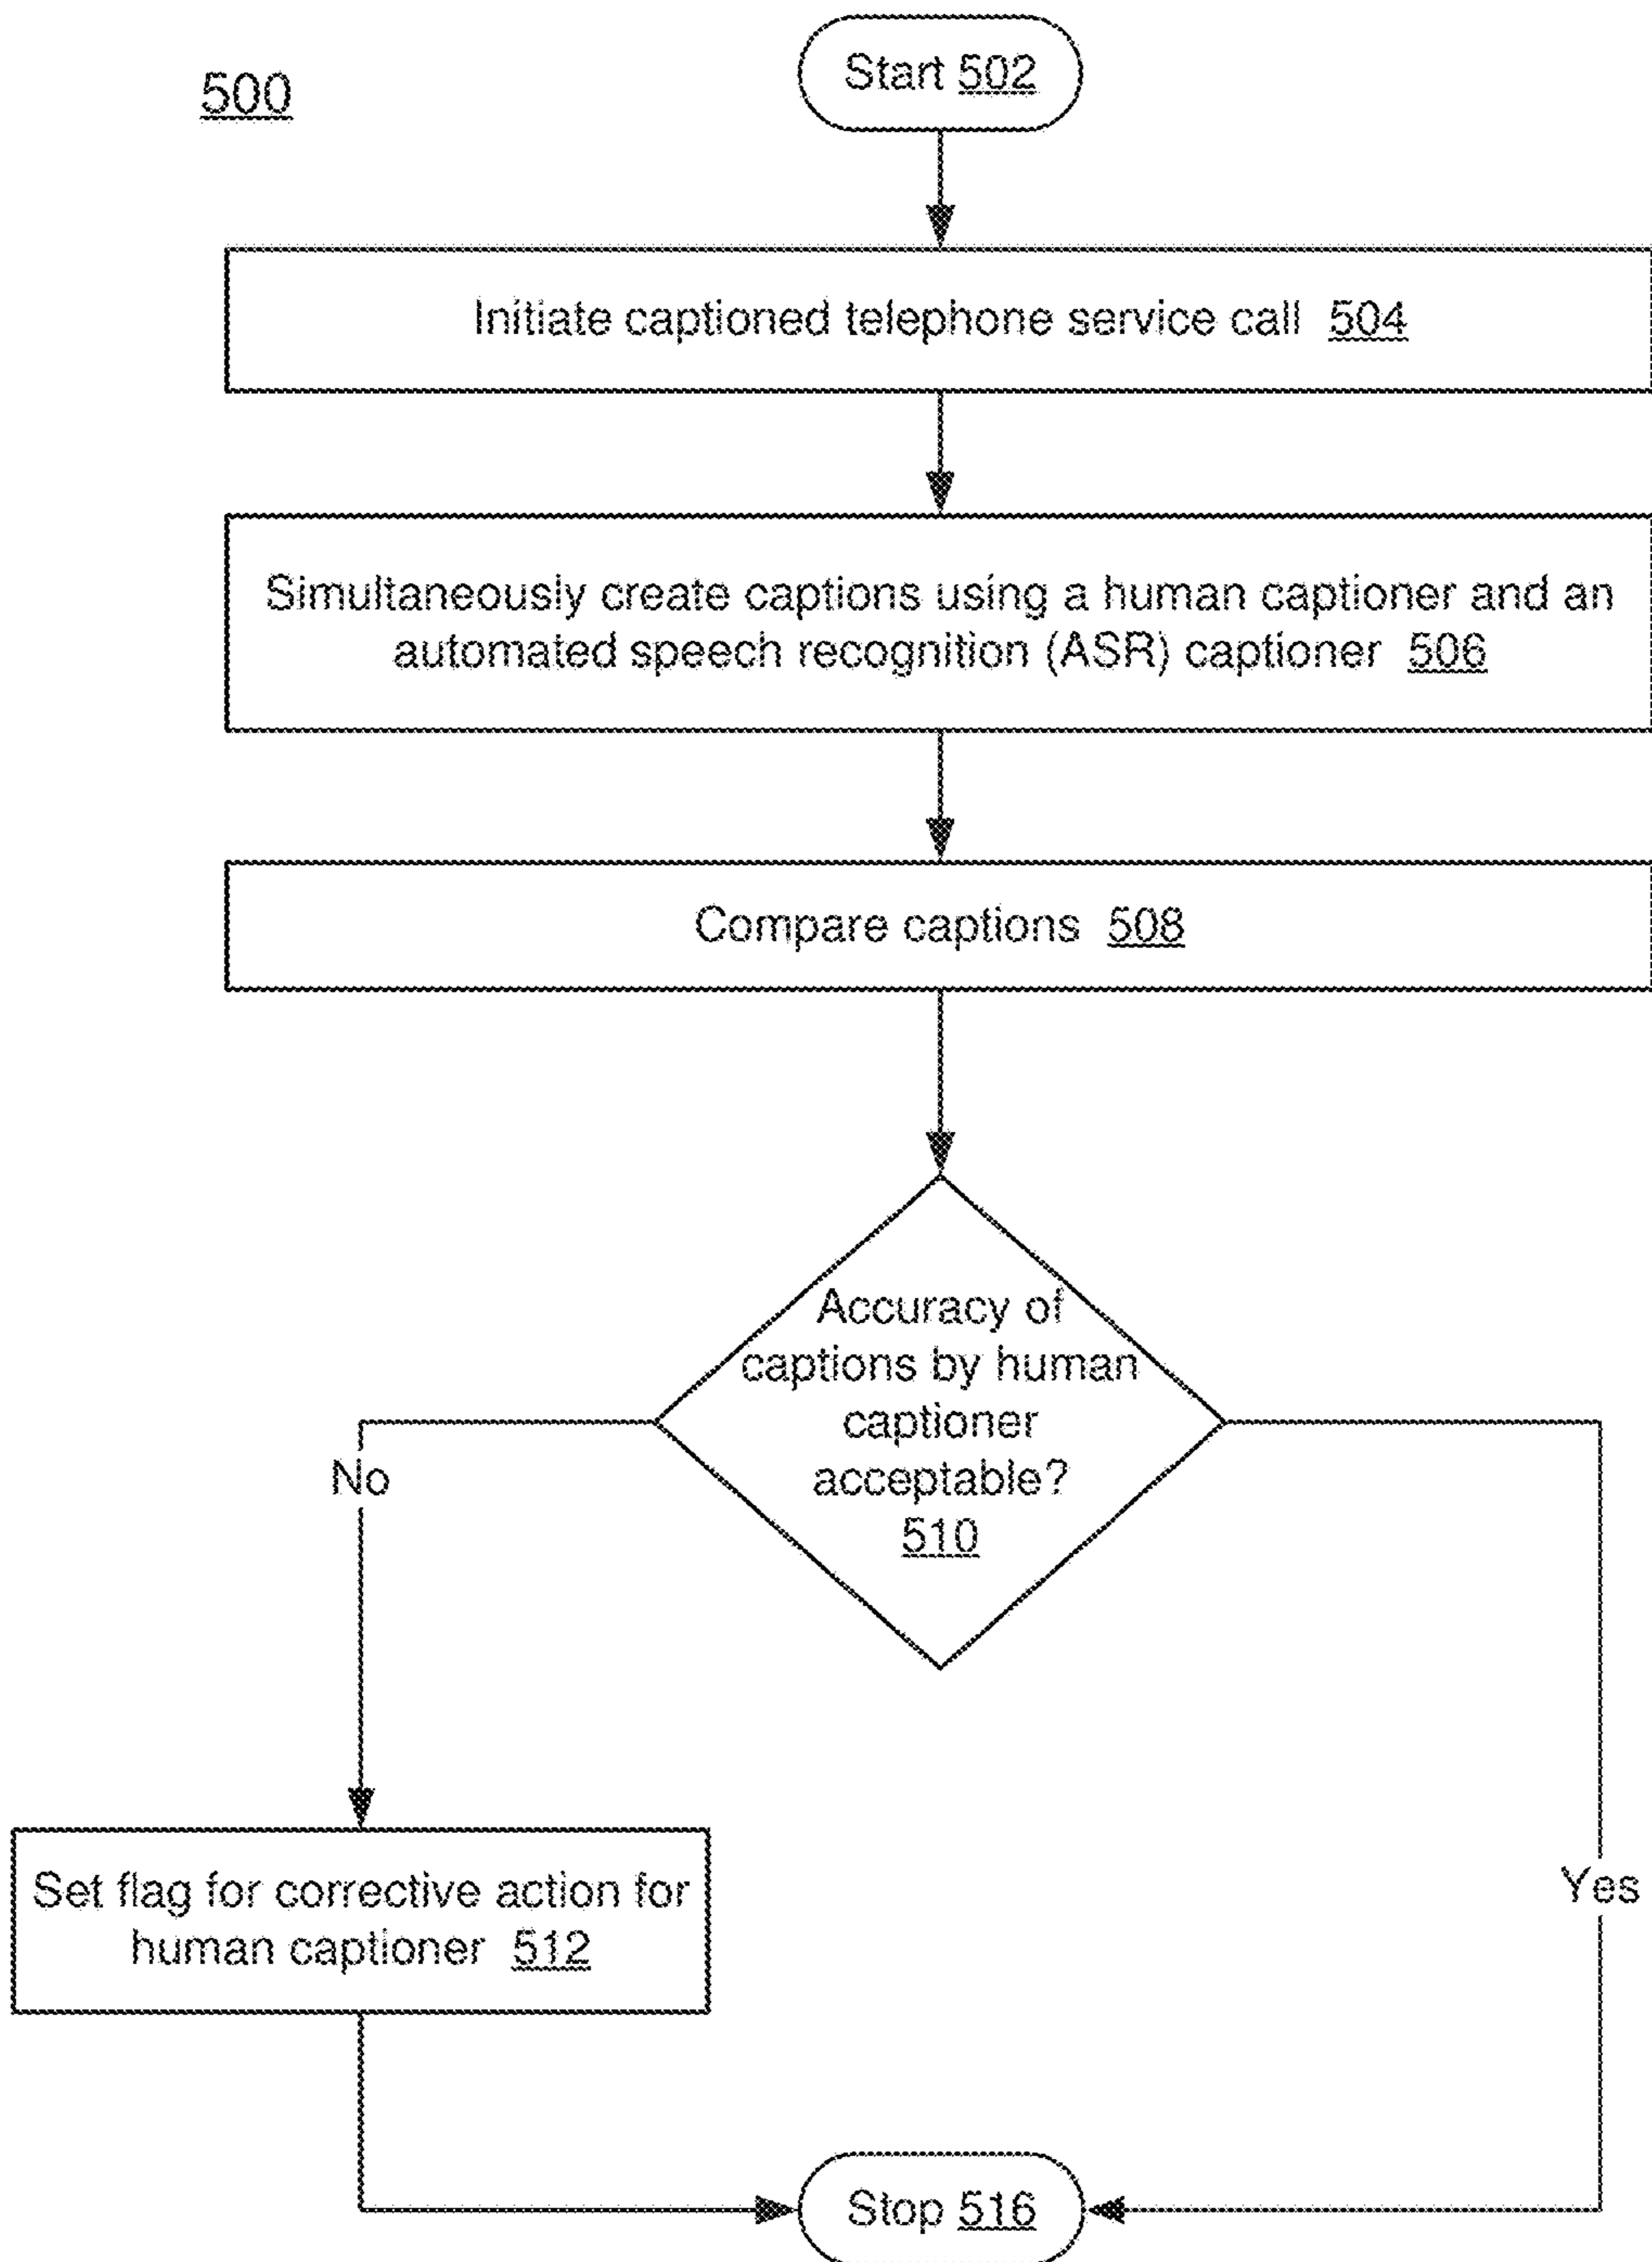 500
Start 502
Initiate captioned telephone service call 504
Simultaneously create captions using a human captioner and an
automated speech recognition (ASR) captioner 506
Compare captions 508
Accuracy of
captions by human
captioner
acceptable?
510
No
Yes
Set flag for corrective action for
human captioner 512
Stop 516